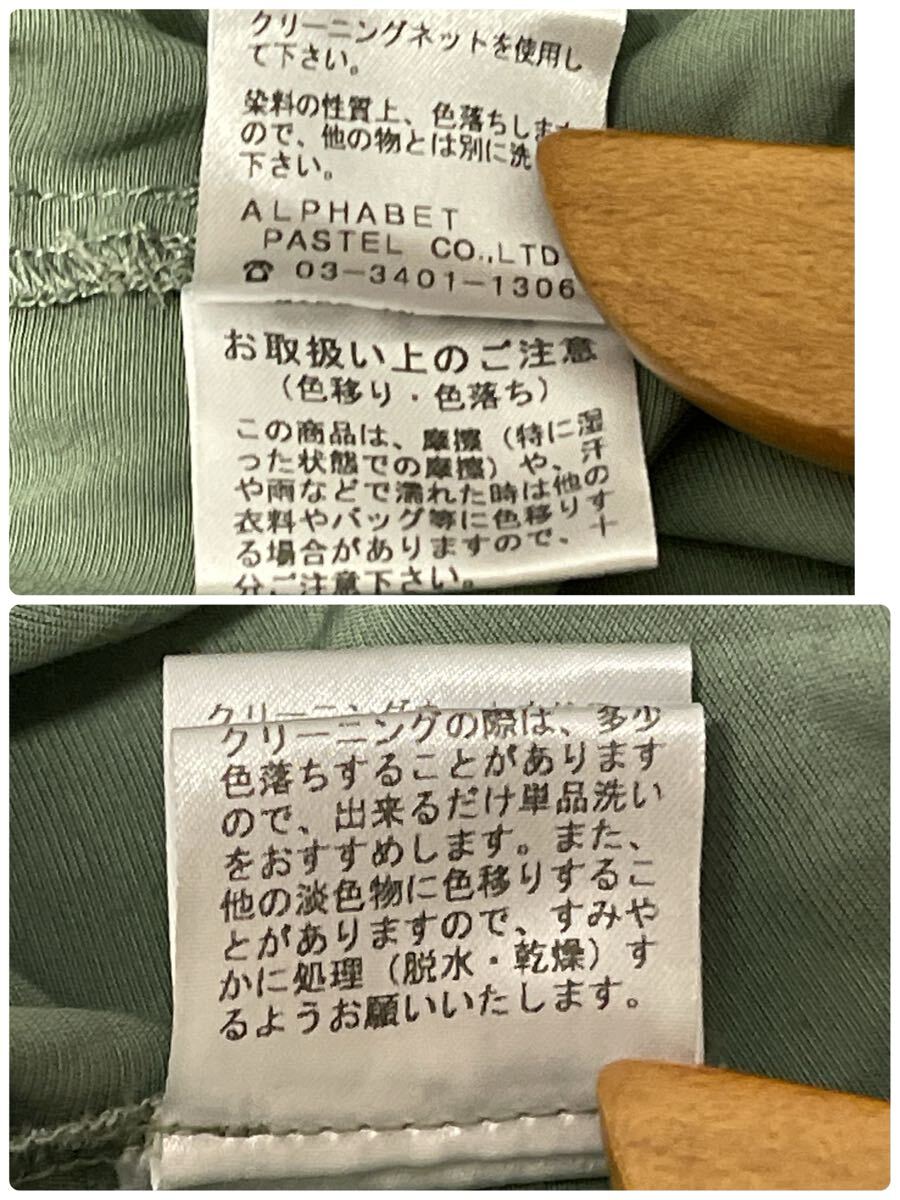 クリーニングネットを使用し
て下さい。
染料の性質上、色落ちします
ので、他の物とは別に洗
下さい。
ALPHABET
PASTEL CO.,LTD
☎ 03-3401-1306
お取扱い上のご注意
（色移り・色落ち）
この商品は、摩擦（特に湿
った状態での摩擦）や、汗
や雨などで濡れた時は他の
衣料やバッグ等に色移りす
る場合がありますので、十
分ご注意下さい。
クリーニング
クリーニングの際は、多少
色落ちすることがあります
ので、出来るだけ単品洗い
をおすすめします。また、
他の淡色物に色移りするこ
とがありますので、すみや
かに処理（脱水・乾燥）す
るようお願いいたします。